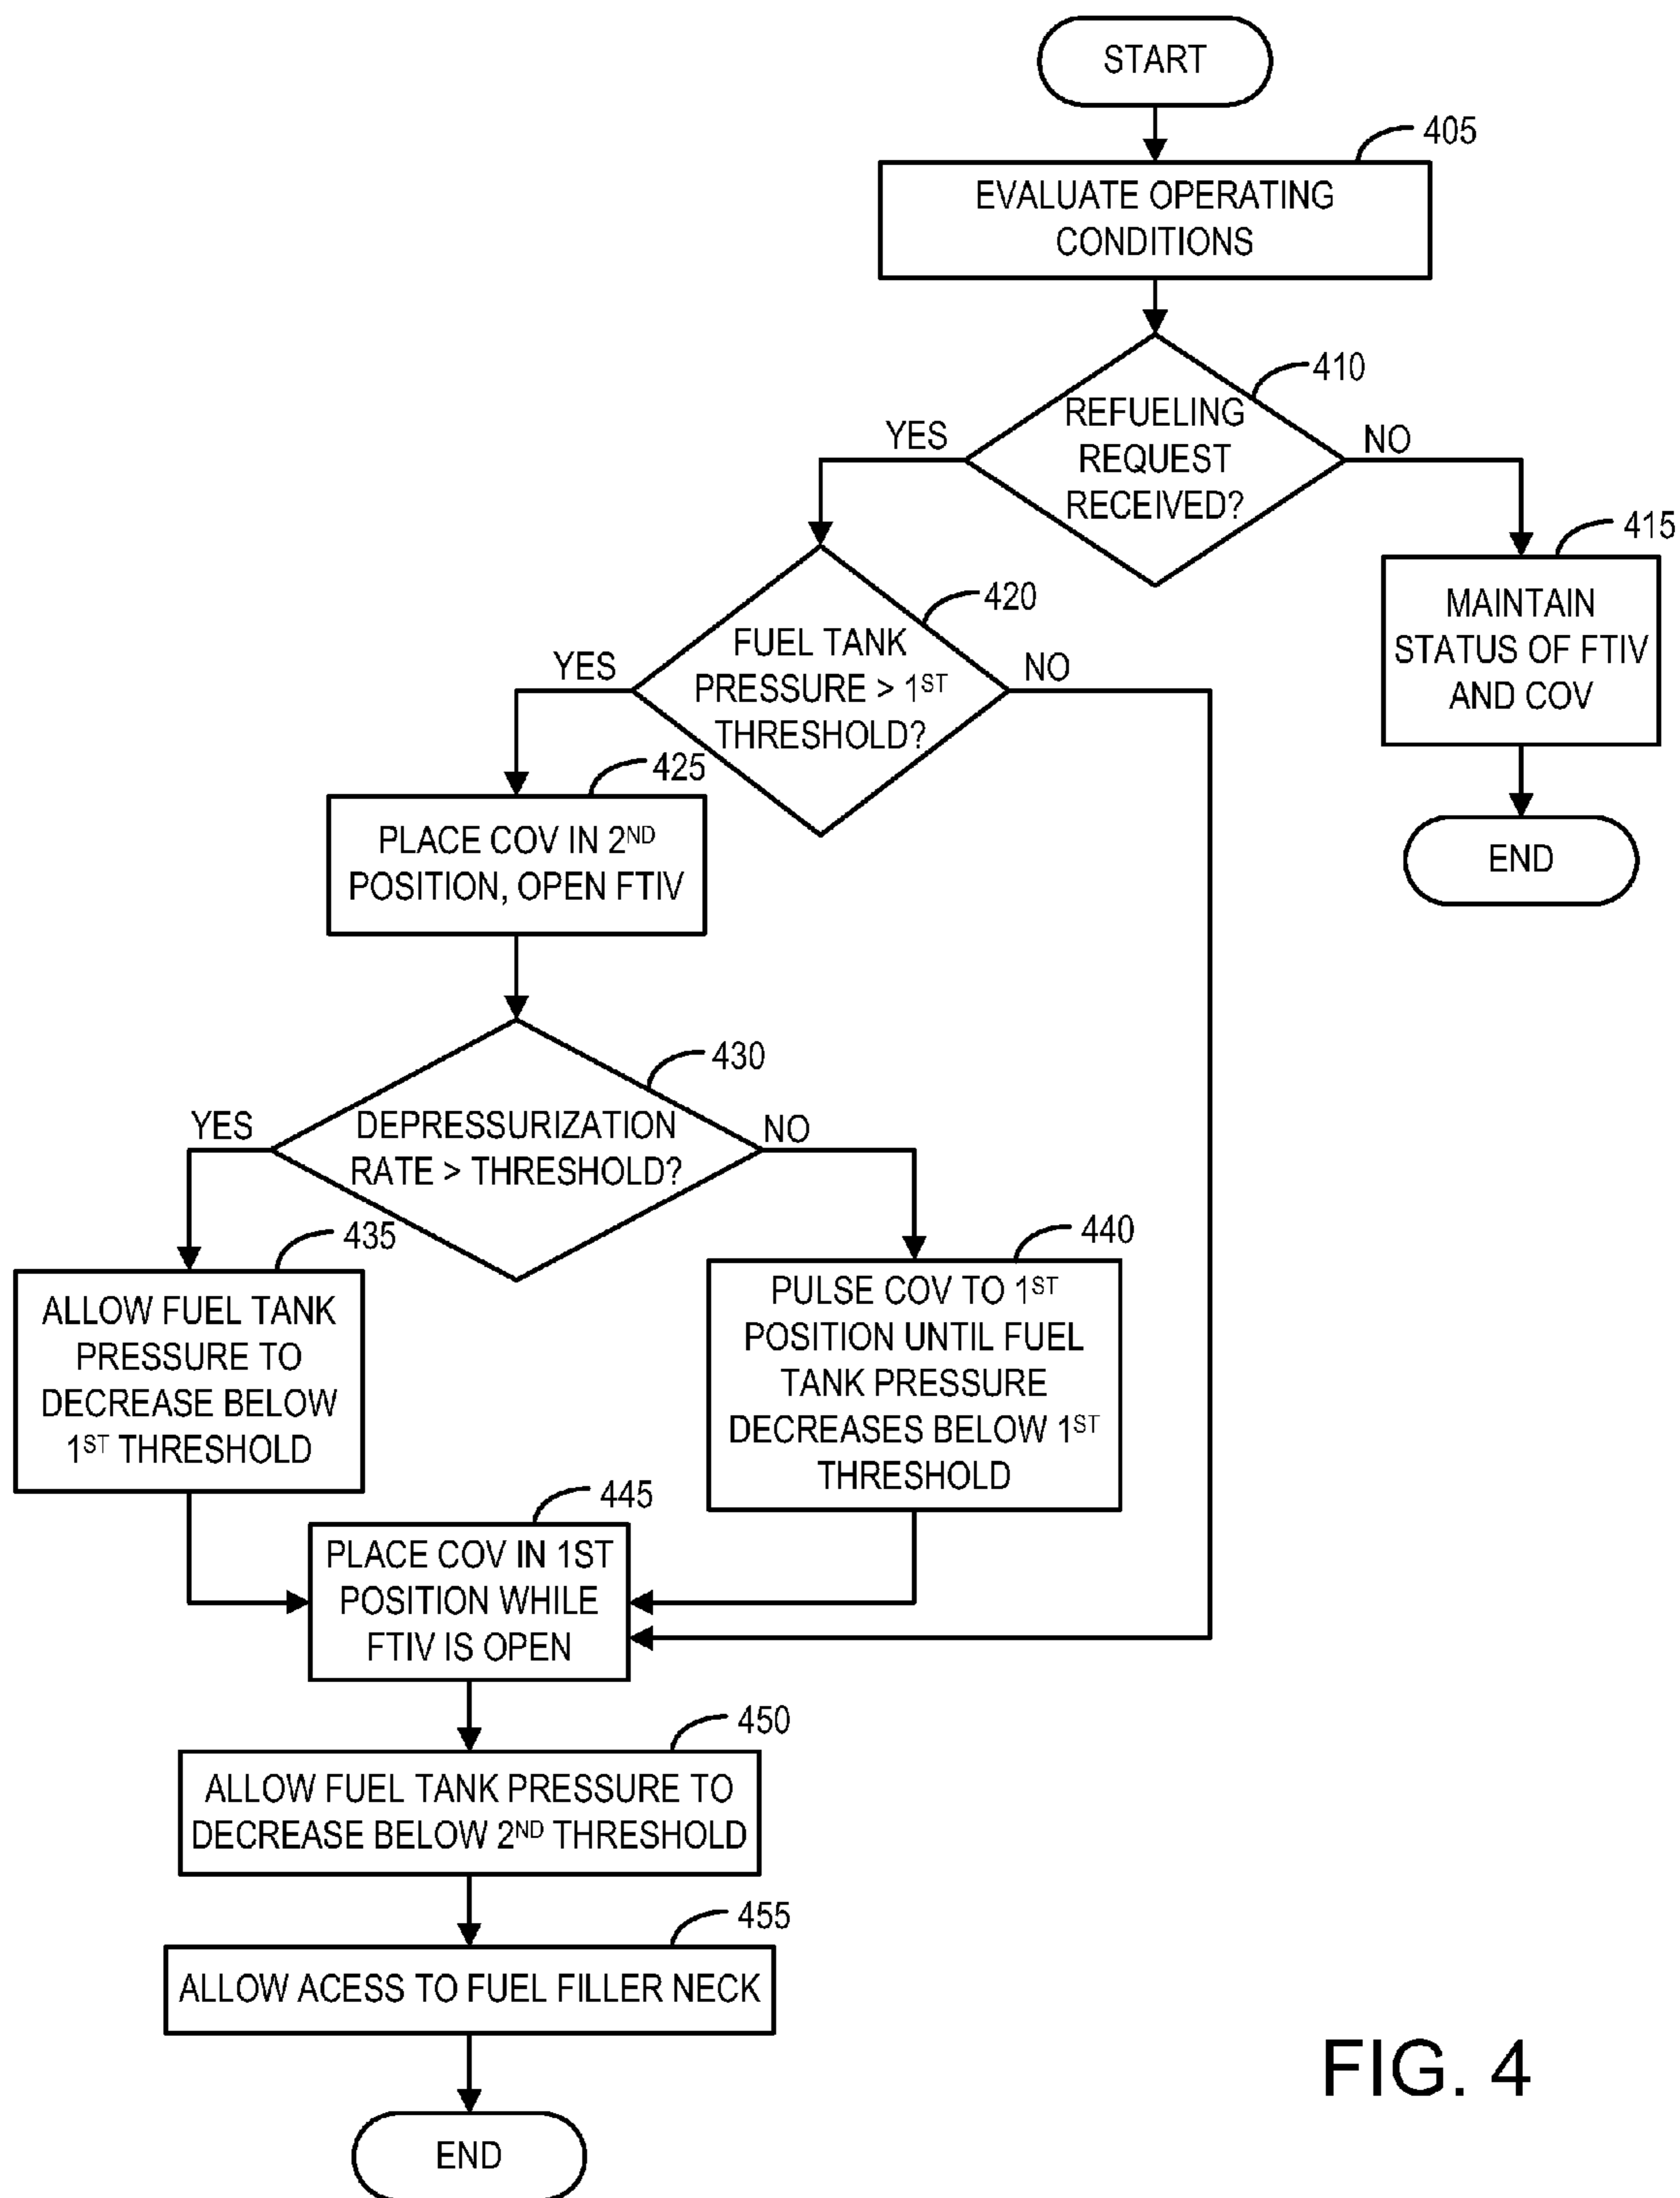 START
405
EVALUATE OPERATING
CONDITIONS
410
REFUELING
REQUEST
RECEIVED?
YES
NO
415
MAINTAIN
STATUS OF FTIV
AND COV
END
420
FUEL TANK
PRESSURE > 1ST
THRESHOLD?
YES
NO
425
PLACE COV IN 2ND
POSITION, OPEN FTIV
430
DEPRESSURIZATION
RATE > THRESHOLD?
YES
NO
435
ALLOW FUEL TANK
PRESSURE TO
DECREASE BELOW
1ST THRESHOLD
440
PULSE COV TO 1ST
POSITION UNTIL FUEL
TANK PRESSURE
DECREASES BELOW 1ST
THRESHOLD
445
PLACE COV IN 1ST
POSITION WHILE
FTIV IS OPEN
450
ALLOW FUEL TANK PRESSURE TO
DECREASE BELOW 2ND THRESHOLD
455
ALLOW ACESS TO FUEL FILLER NECK
END
FIG. 4